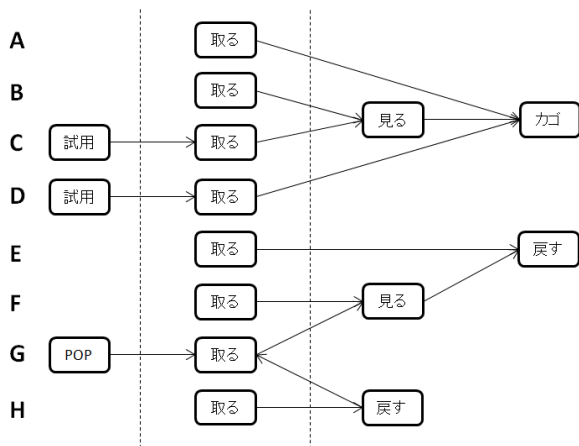 A 取る
B 取る
見る カゴ
C 試用 取る
D 試用 取る
E 取る 戻す
F 取る 見る
G POP 取る
H 取る 戻す